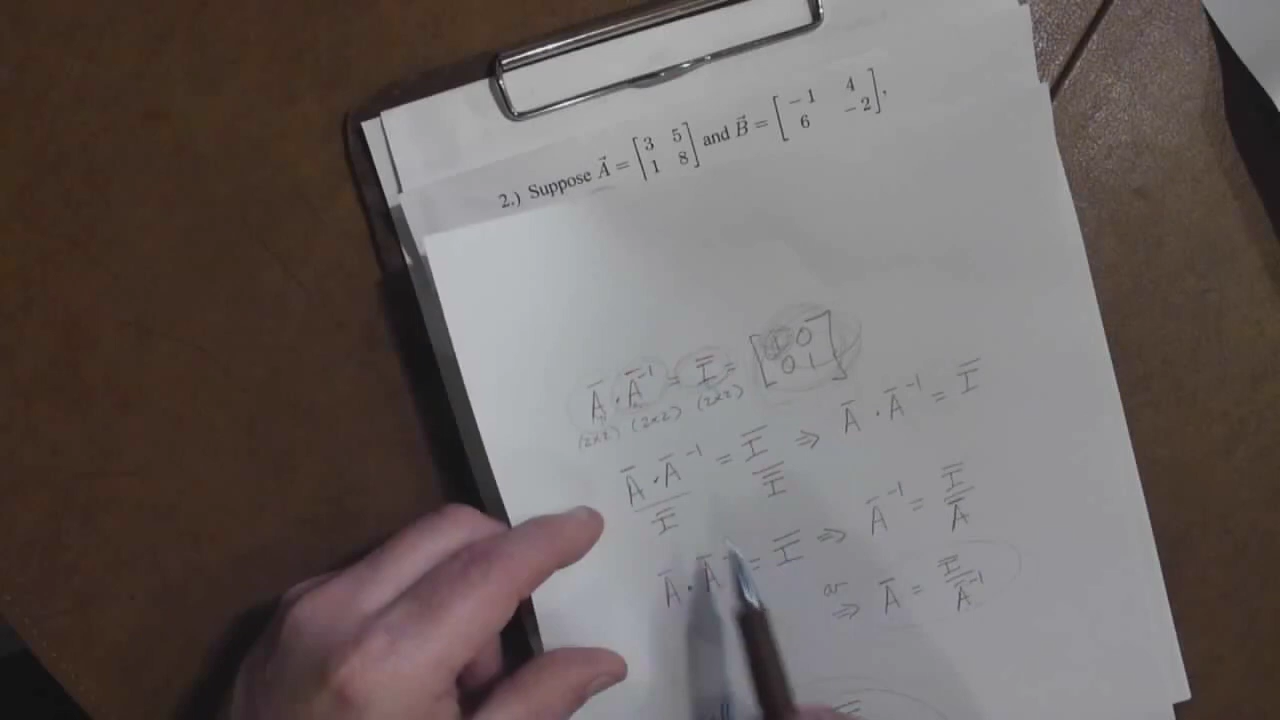 2.) Suppose A⃗ = [3 5; 1 8] and B⃗ = [−1 4; 6 −2],
A̅ · A̅⁻¹ = I̅ = [1 0; 0 1]
(2x2) (2x2) (2x2)
A̅ · A̅⁻¹ / I̅ = I̅ / I̅ ⇒ A̅ · A̅⁻¹ = I̅
A̅ · A̅ = I̅ ⇒ A̅⁻¹ = I̅ / A̅
or
⇒ A̅ = I̅ / A̅⁻¹